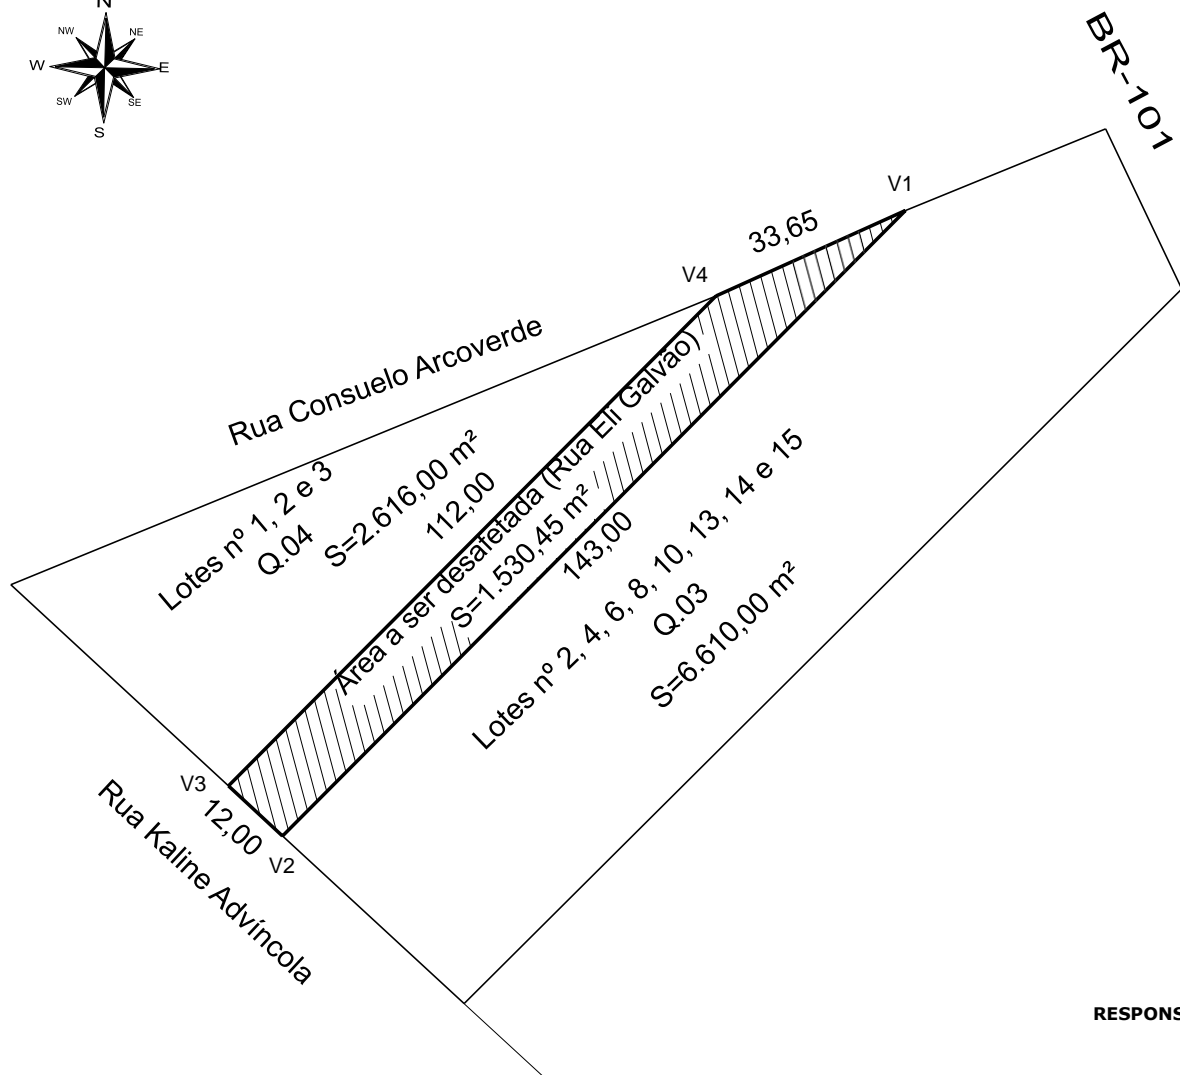 N
NW
NE
W
E
SW
SE
S
BR-101
V1
33,65
V4
Rua Consuelo Arcoverde
Lotes nº 1, 2 e 3
Q.04
S=2.616,00 m²
112,00
Área a ser desafetada (Rua Eli Galvão)
S=1.530,45 m²
143,00
Lotes nº 2, 4, 6, 8, 10, 13, 14 e 15
Q.03
S=6.610,00 m²
V3
12,00
V2
Rua Kaline Advíncola
RESPONS